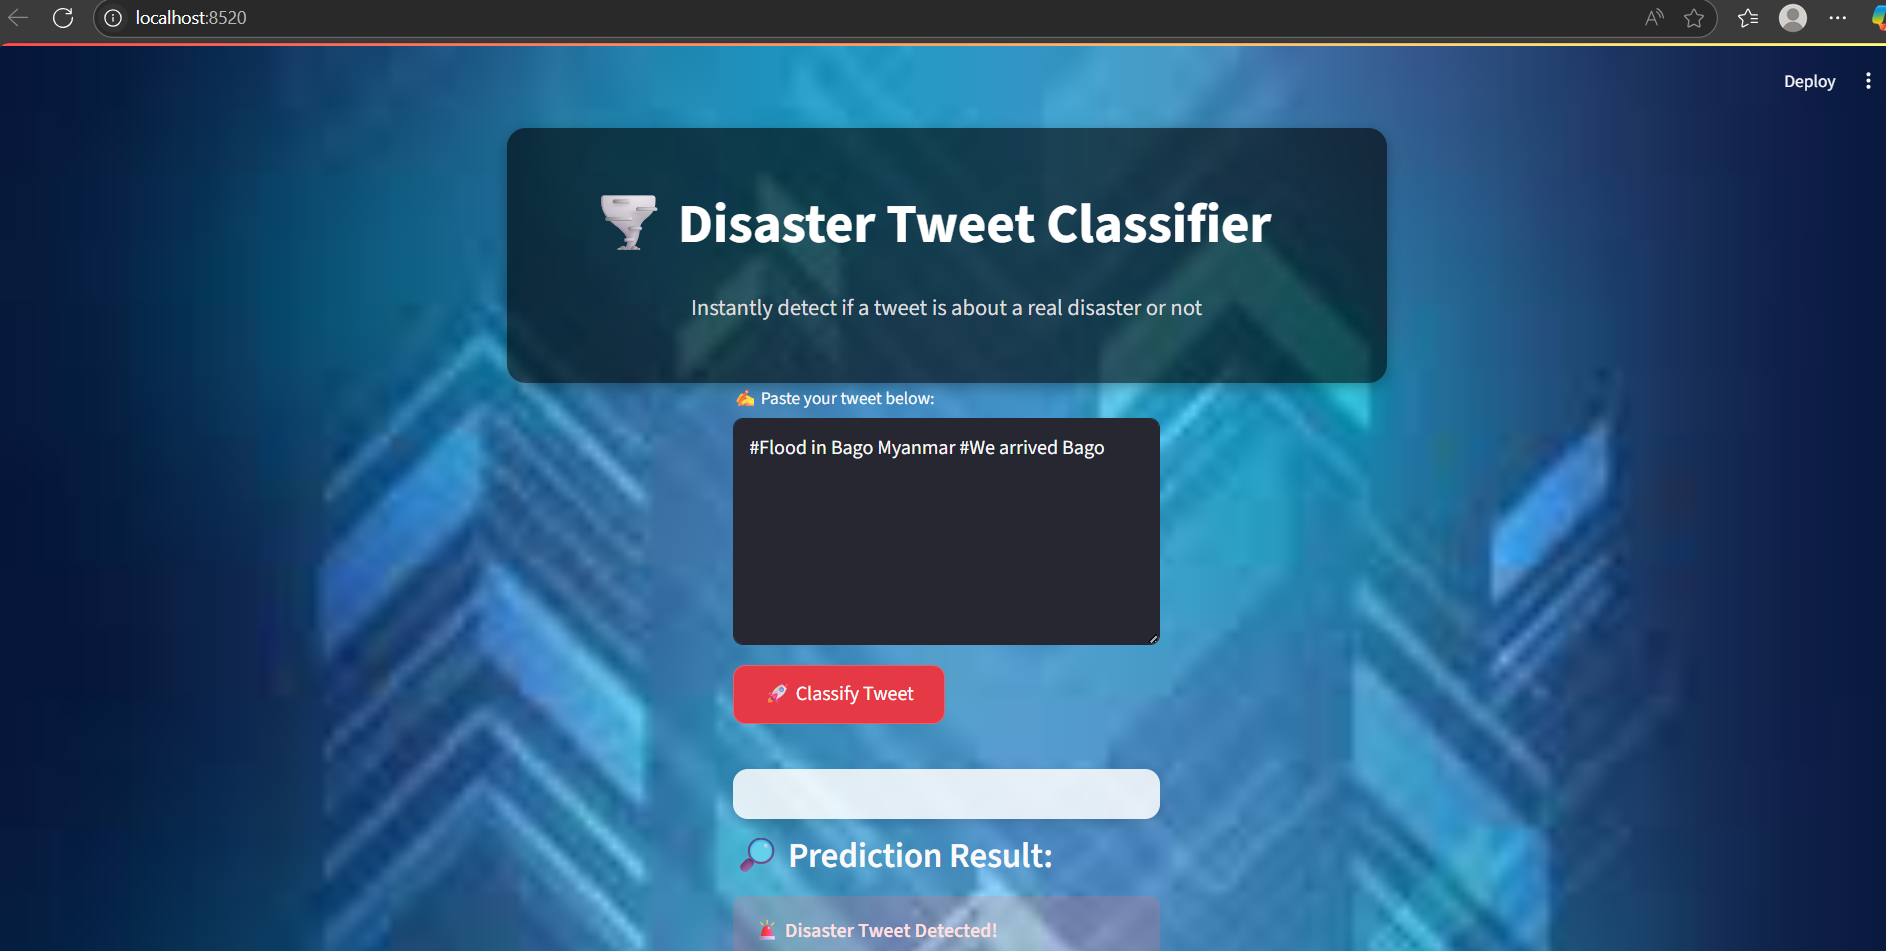 localhost:8520
Deploy
Disaster Tweet Classifier
Instantly detect if a tweet is about a real disaster or not
Paste your tweet below:
#Flood in Bago Myanmar #We arrived Bago
Classify Tweet
Prediction Result:
Disaster Tweet Detected!